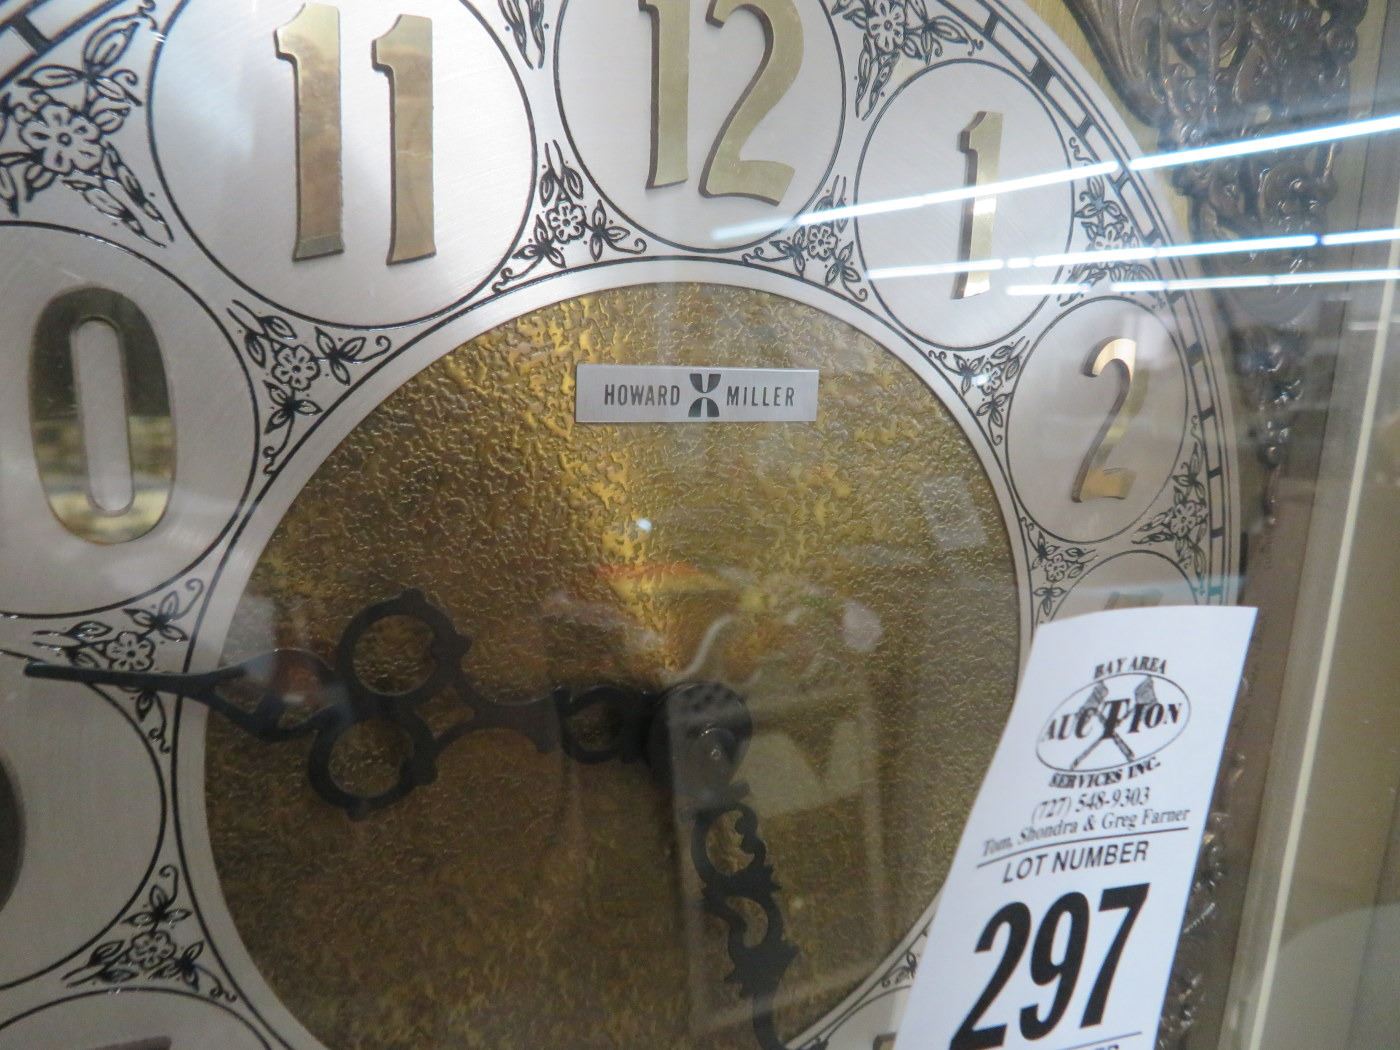 11
12
1
0
2
HOWARD MILLER
BAY AREA
AUCTION
SERVICES INC.
(727) 548-9303
Tom, Shondra & Greg Farner
LOT NUMBER
297